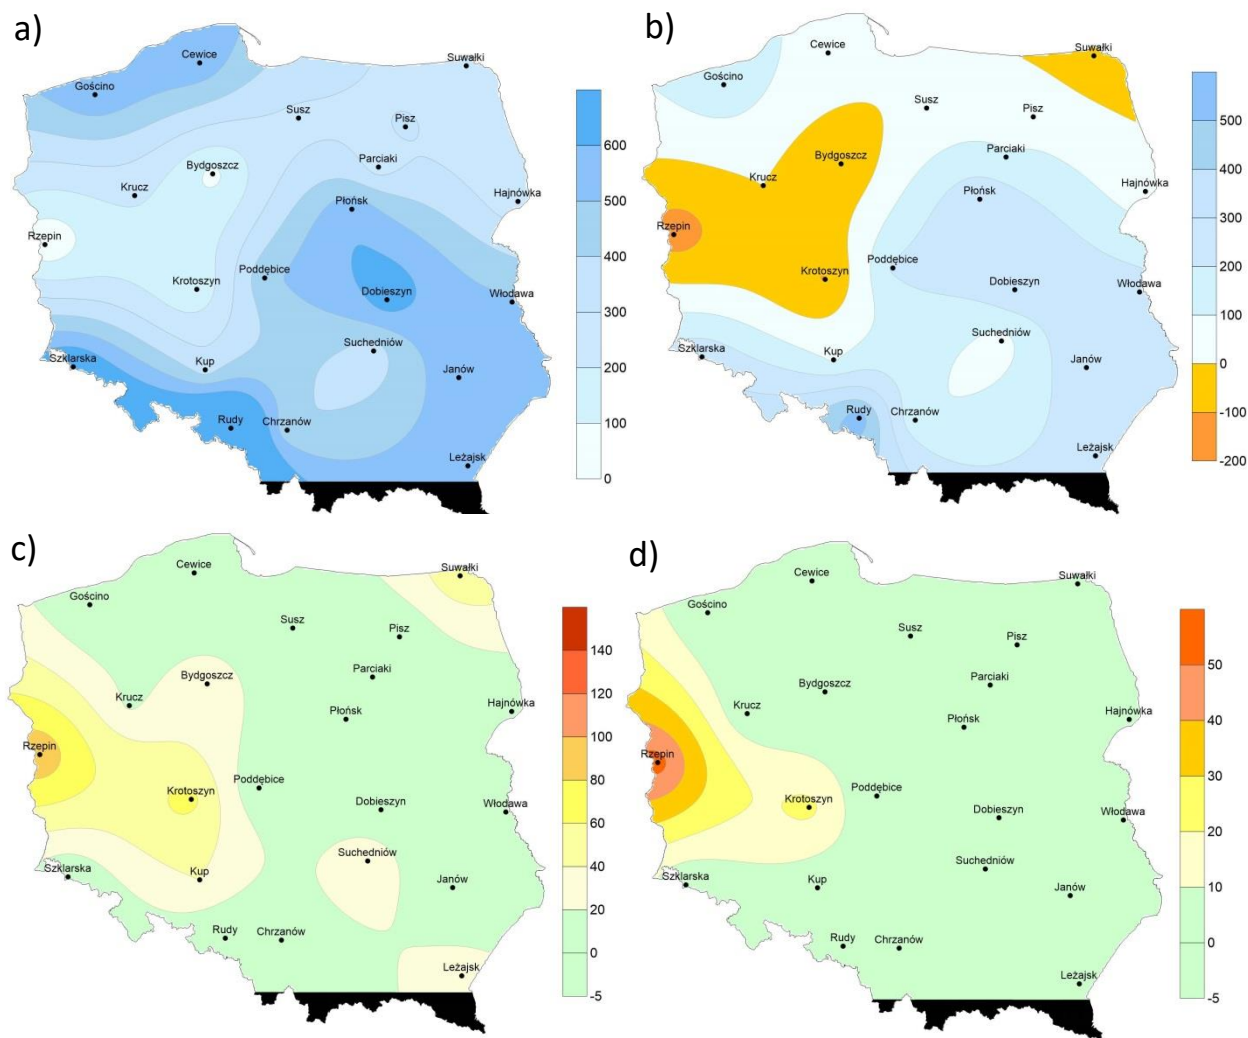 a)
Cewice
Suwałki
Gościno
Susz
Pisz
Parciaki
Bydgoszcz
Krucz
Hajnówka
Płońsk
Rzepin
Poddębice
Krotoszyn
Dobieszyn
Włodawa
Suchedniów
Szklarska
Kup
Janów
Rudy
Chrzanów
Leżajsk
600
500
400
300
200
100
0
b)
Cewice
Suwałki
Gościno
Susz
Pisz
Parciaki
Bydgoszcz
Krucz
Hajnówka
Płońsk
Rzepin
Poddębice
Krotoszyn
Dobieszyn
Włodawa
Suchedniów
Szklarska
Kup
Janów
Rudy
Chrzanów
Leżajsk
500
400
300
200
100
0
-100
-200
c)
Cewice
Suwałki
Gościno
Susz
Pisz
Parciaki
Bydgoszcz
Krucz
Hajnówka
Płońsk
Rzepin
Poddębice
Krotoszyn
Dobieszyn
Włodawa
Suchedniów
Szklarska
Kup
Janów
Rudy
Chrzanów
Leżajsk
140
120
100
80
60
40
20
0
-5
d)
Cewice
Suwałki
Gościno
Susz
Pisz
Parciaki
Bydgoszcz
Krucz
Hajnówka
Płońsk
Rzepin
Poddębice
Krotoszyn
Dobieszyn
Włodawa
Suchedniów
Szklarska
Kup
Janów
Rudy
Chrzanów
Leżajsk
50
40
30
20
10
0
-5